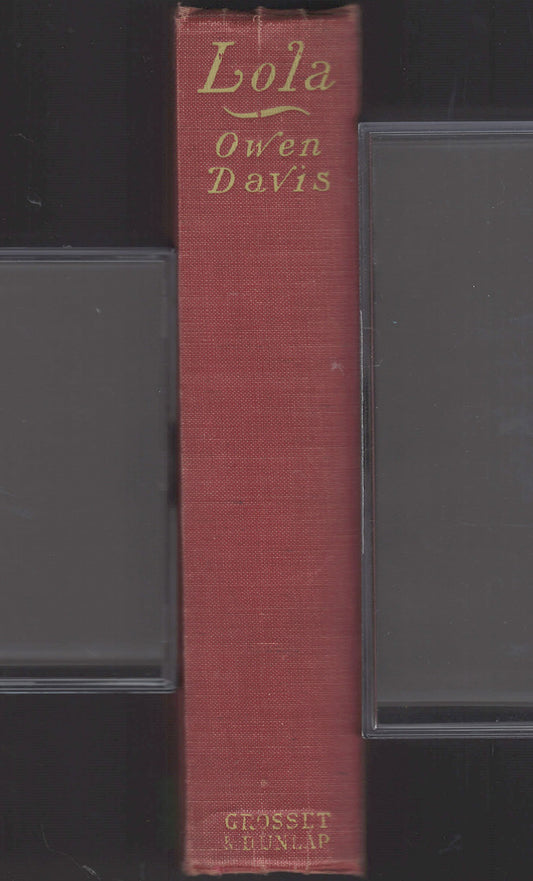 Lola
Owen
Davis
GROSSET
& DUNLAP